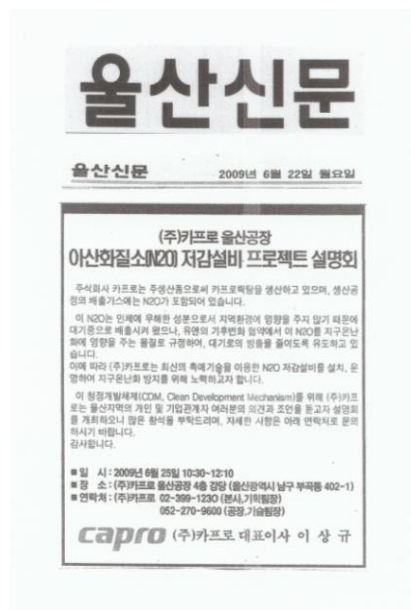 울산신문
울산신문 2009년 6월 22일 월요일
(주)카프로 울산공장
아산화질소(N2O) 저감설비 프로젝트 설명회
주식회사 카프로는 주생산품으로써 카프로락탐을 생산하고 있으며, 생산공
정의 배출가스에는 N2O가 포함되어 있습니다.
이 N2O는 인체에 무해한 성분으로서 지역환경에 영향을 주지 않기 때문에
대기중으로 배출시켜 왔으나, 유엔의 기후변화 협약에서 이 N2O를 지구온난
화에 영향을 주는 물질로 규정하여, 대기로의 방출을 줄이도록 유도하고 있
습니다.
이에 따라 (주)카프로는 최신의 촉매기술을 이용한 N2O 저감설비를 설치, 운
영하여 지구온난화 방지를 위해 노력하고자 합니다.
이 청정개발체제(CDM, Clean Development Mechanism)를 위해 (주)카프
로는 울산지역의 개인 및 기업관계자 여러분의 의견과 조언을 듣고자 설명회
를 개최하오니 많은 참석을 부탁드리며, 자세한 사항은 아래 연락처로 문의
하시기 바랍니다.
감사합니다.
■ 일 시 : 2009년 6월 25일 10:30~12:10
■ 장 소 : (주)카프로 울산공장 4층 강당 (울산광역시 남구 부곡동 402-1)
■ 연락처 : (주)카프로 02-399-1230 (본사, 기획팀장)
052-270-9600 (공장, 기술팀장)
capro (주)카프로 대표이사 이 상 규